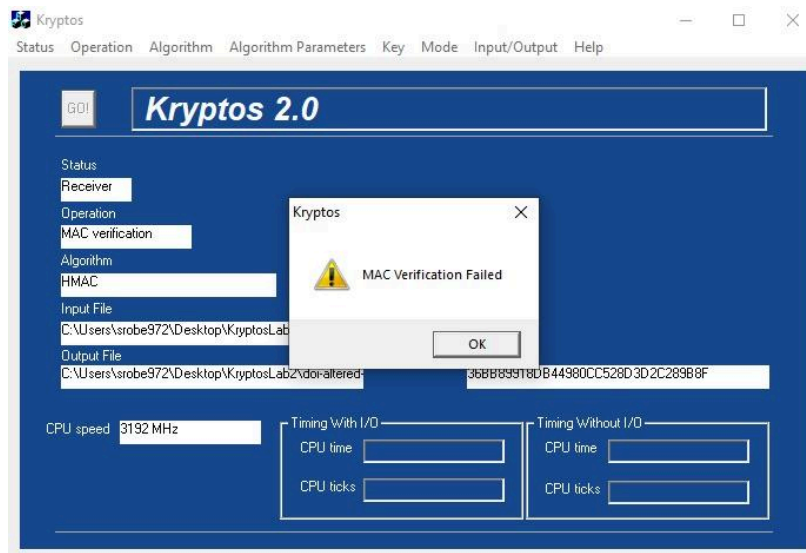 Kryptos
Status Operation Algorithm Algorithm Parameters Key Mode Input/Output Help
GO!
Kryptos 2.0
Status
Receiver
Operation
MAC verification
Algorithm
HMAC
Input File
C:\Users\srobe972\Desktop\KryptosLab
Output File
C:\Users\srobe972\Desktop\KryptosLab2\doi-altered-
36BB89918DB44980CC528D3D2C289B8F
Kryptos
MAC Verification Failed
OK
CPU speed 3192 MHz
Timing With I/O
CPU time
CPU ticks
Timing Without I/O
CPU time
CPU ticks